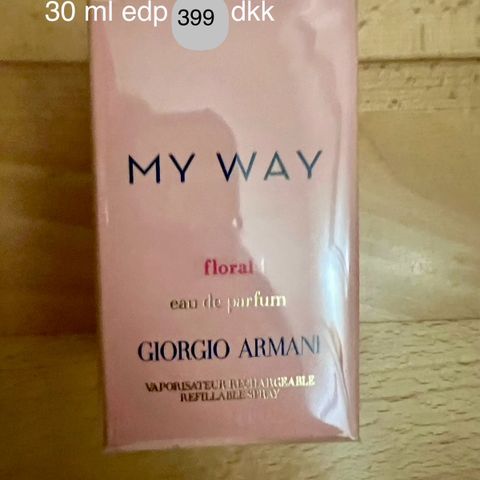 30 ml edp 399 dkk
MY WAY
floral
eau de parfum
GIORGIO ARMANI
VAPORISATEUR RECHARGEABLE
REFILLABLE SPRAY